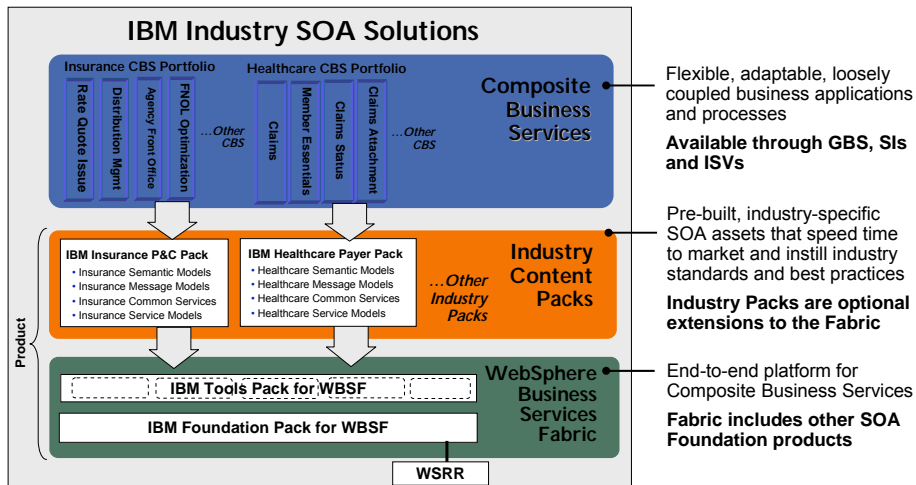 IBM Industry SOA Solutions
Insurance CBS Portfolio
Rate Quote Issue
Distribution Mgmt
Agency Front Office
FNOL Optimization
...Other
CBS
Healthcare CBS Portfolio
Claims
Member Essentials
Claims Status
Claims Attachment
...Other
CBS
Composite
Business
Services
Flexible, adaptable, loosely
coupled business applications
and processes
Available through GBS, SIs
and ISVs
Product
IBM Insurance P&C Pack
• Insurance Semantic Models
• Insurance Message Models
• Insurance Common Services
• Insurance Service Models
IBM Healthcare Payer Pack
• Healthcare Semantic Models
• Healthcare Message Models
• Healthcare Common Services
• Healthcare Service Models
...Other
Industry
Packs
Industry
Content
Packs
Pre-built, industry-specific
SOA assets that speed time
to market and instill industry
standards and best practices
Industry Packs are optional
extensions to the Fabric
IBM Tools Pack for WBSF
IBM Foundation Pack for WBSF
WebSphere
Business
Services
Fabric
End-to-end platform for
Composite Business Services
Fabric includes other SOA
Foundation products
WSRR